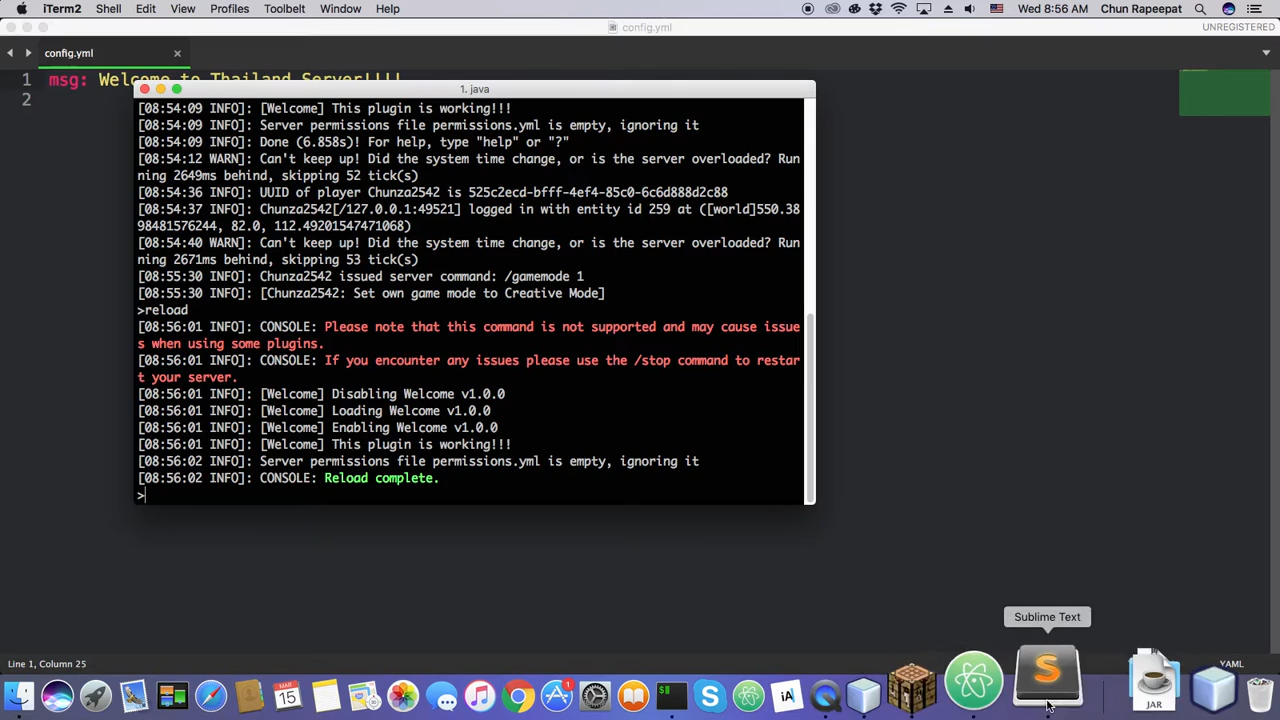 iTerm2 Shell Edit View Profiles Toolbelt Window Help Wed 8:56 AM Chun Rapeepat
config.yml UNREGISTERED
config.yml
1 msg: Welcome to Thailand Server!!!!
2
1. java
[08:54:09 INFO]: [Welcome] This plugin is working!!!
[08:54:09 INFO]: Server permissions file permissions.yml is empty, ignoring it
[08:54:09 INFO]: Done (6.858s)! For help, type "help" or "?"
[08:54:12 WARN]: Can't keep up! Did the system time change, or is the server overloaded? Run
ning 2649ms behind, skipping 52 tick(s)
[08:54:36 INFO]: UUID of player Chunza2542 is 525c2ecd-bfff-4ef4-85c0-6c6d888d2c88
[08:54:37 INFO]: Chunza2542[/127.0.0.1:49521] logged in with entity id 259 at ([world]550.38
98481576244, 82.0, 112.49201547471068)
[08:54:40 WARN]: Can't keep up! Did the system time change, or is the server overloaded? Run
ning 2671ms behind, skipping 53 tick(s)
[08:55:30 INFO]: Chunza2542 issued server command: /gamemode 1
[08:55:30 INFO]: [Chunza2542: Set own game mode to Creative Mode]
>reload
[08:56:01 INFO]: CONSOLE: Please note that this command is not supported and may cause issue
s when using some plugins.
[08:56:01 INFO]: CONSOLE: If you encounter any issues please use the /stop command to restar
t your server.
[08:56:01 INFO]: [Welcome] Disabling Welcome v1.0.0
[08:56:01 INFO]: [Welcome] Loading Welcome v1.0.0
[08:56:01 INFO]: [Welcome] Enabling Welcome v1.0.0
[08:56:01 INFO]: [Welcome] This plugin is working!!!
[08:56:02 INFO]: Server permissions file permissions.yml is empty, ignoring it
[08:56:02 INFO]: CONSOLE: Reload complete.
>
Sublime Text
Line 1, Column 25 YAML
MAR
15
1
$
iA
S
JAR